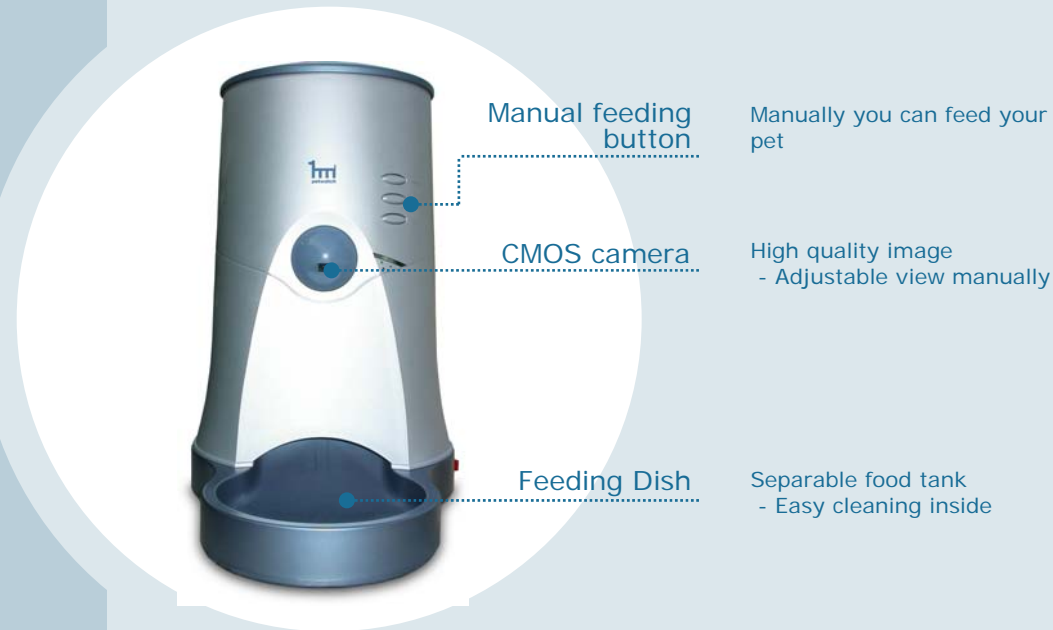 Manual feeding
button
Manually you can feed your
pet
CMOS camera
High quality image
- Adjustable view manually
Feeding Dish
Separable food tank
- Easy cleaning inside